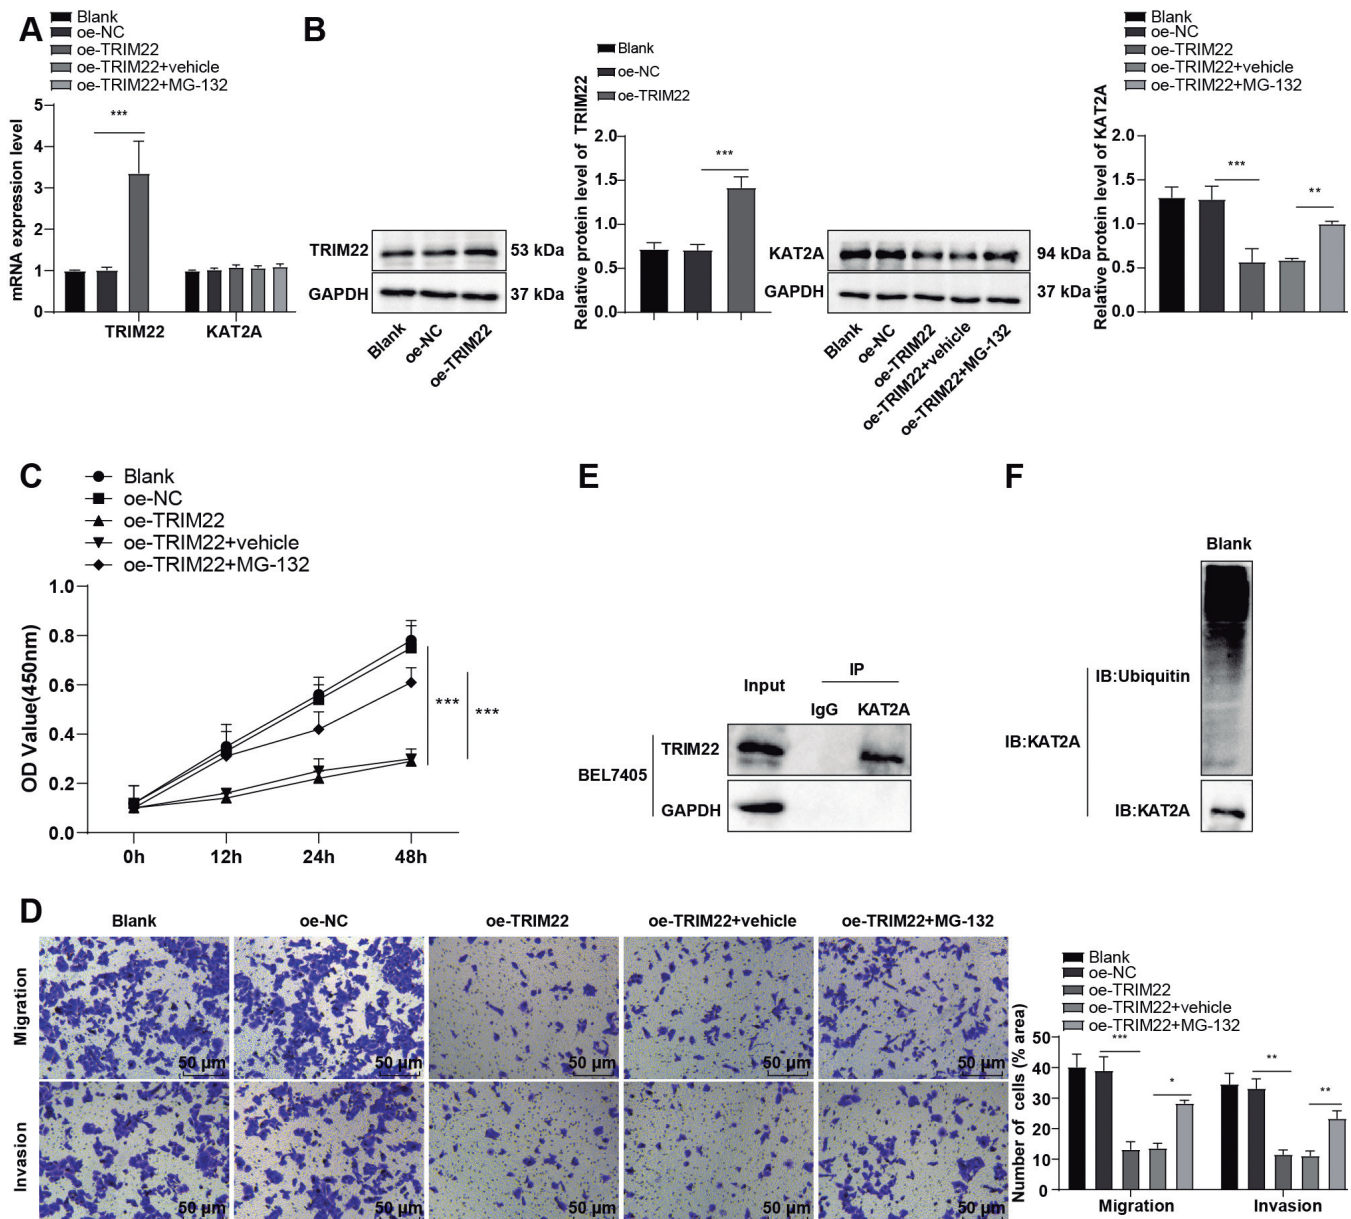 A
Blank
oe-NC
oe-TRIM22
oe-TRIM22+vehicle
oe-TRIM22+MG-132
mRNA expression level
5
4
3
2
1
0
***
TRIM22
KAT2A
B
TRIM22
53 kDa
GAPDH
37 kDa
Blank
oe-NC
oe-TRIM22
Blank
oe-NC
oe-TRIM22
Relative protein level of TRIM22
2.0
1.5
1.0
0.5
0.0
***
KAT2A
94 kDa
GAPDH
37 kDa
Blank
oe-NC
oe-TRIM22
oe-TRIM22+vehicle
oe-TRIM22+MG-132
Blank
oe-NC
oe-TRIM22
oe-TRIM22+vehicle
oe-TRIM22+MG-132
Relative protein level of KAT2A
2.0
1.5
1.0
0.5
0.0
***
**
C
Blank
oe-NC
oe-TRIM22
oe-TRIM22+vehicle
oe-TRIM22+MG-132
OD Value(450nm)
1.0
0.8
0.6
0.4
0.2
0.0
0h
12h
24h
48h
***
***
E
Input
IP
IgG
KAT2A
BEL7405
TRIM22
GAPDH
F
Blank
IB:Ubiquitin
IB:KAT2A
IB:KAT2A
D
Blank
oe-NC
oe-TRIM22
oe-TRIM22+vehicle
oe-TRIM22+MG-132
Migration
50 μm
50 μm
50 μm
50 μm
50 μm
Invasion
50 μm
50 μm
50 μm
50 μm
50 μm
Blank
oe-NC
oe-TRIM22
oe-TRIM22+vehicle
oe-TRIM22+MG-132
Number of cells (% area)
50
40
30
20
10
0
***
*
**
**
Migration
Invasion